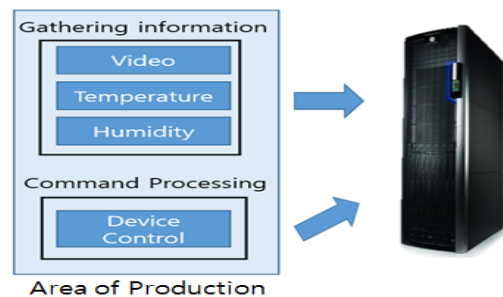 Gathering information
Video
Temperature
Humidity
Command Processing
Device
Control
Area of Production